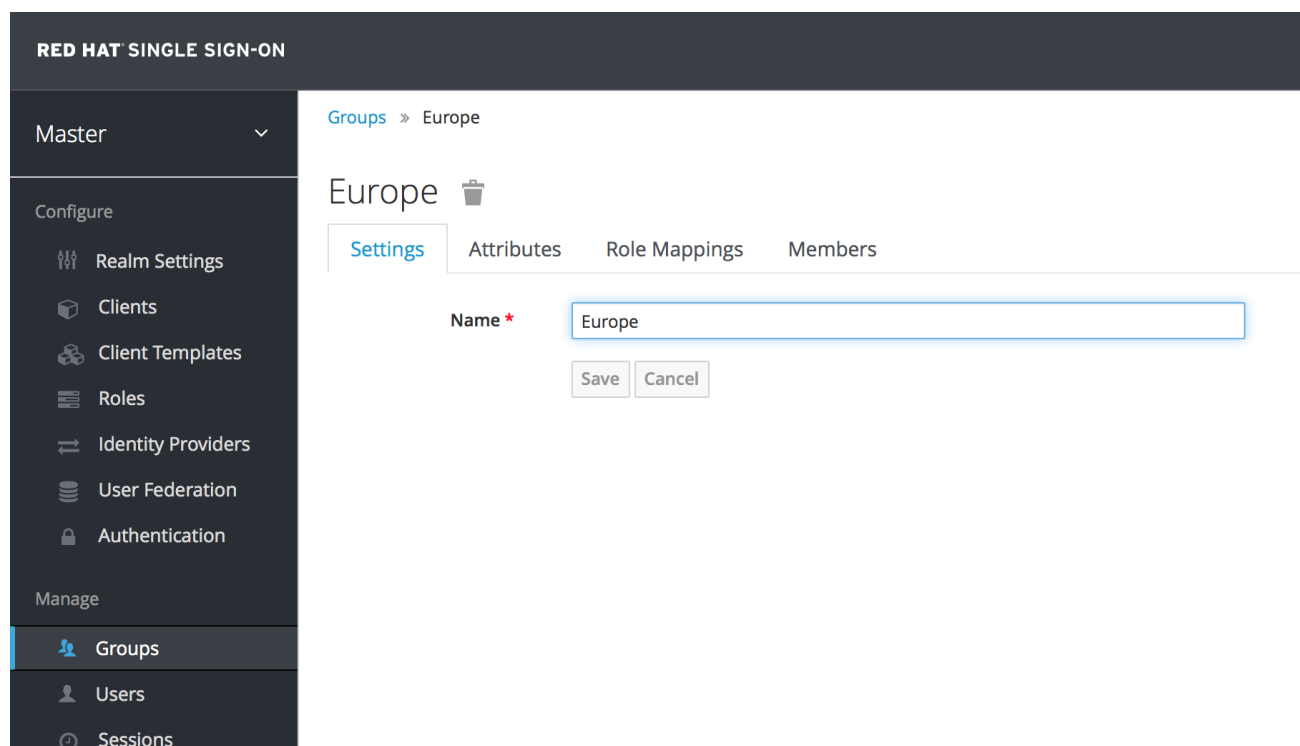 RED HAT SINGLE SIGN-ON
Master
Configure
Realm Settings
Clients
Client Templates
Roles
Identity Providers
User Federation
Authentication
Manage
Groups
Users
Sessions
Groups » Europe
Europe
Settings Attributes Role Mappings Members
Name * Europe
Save Cancel